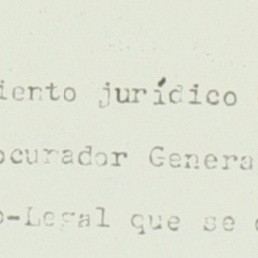 iento jurídico
ocurador Genera
o-Legal que se